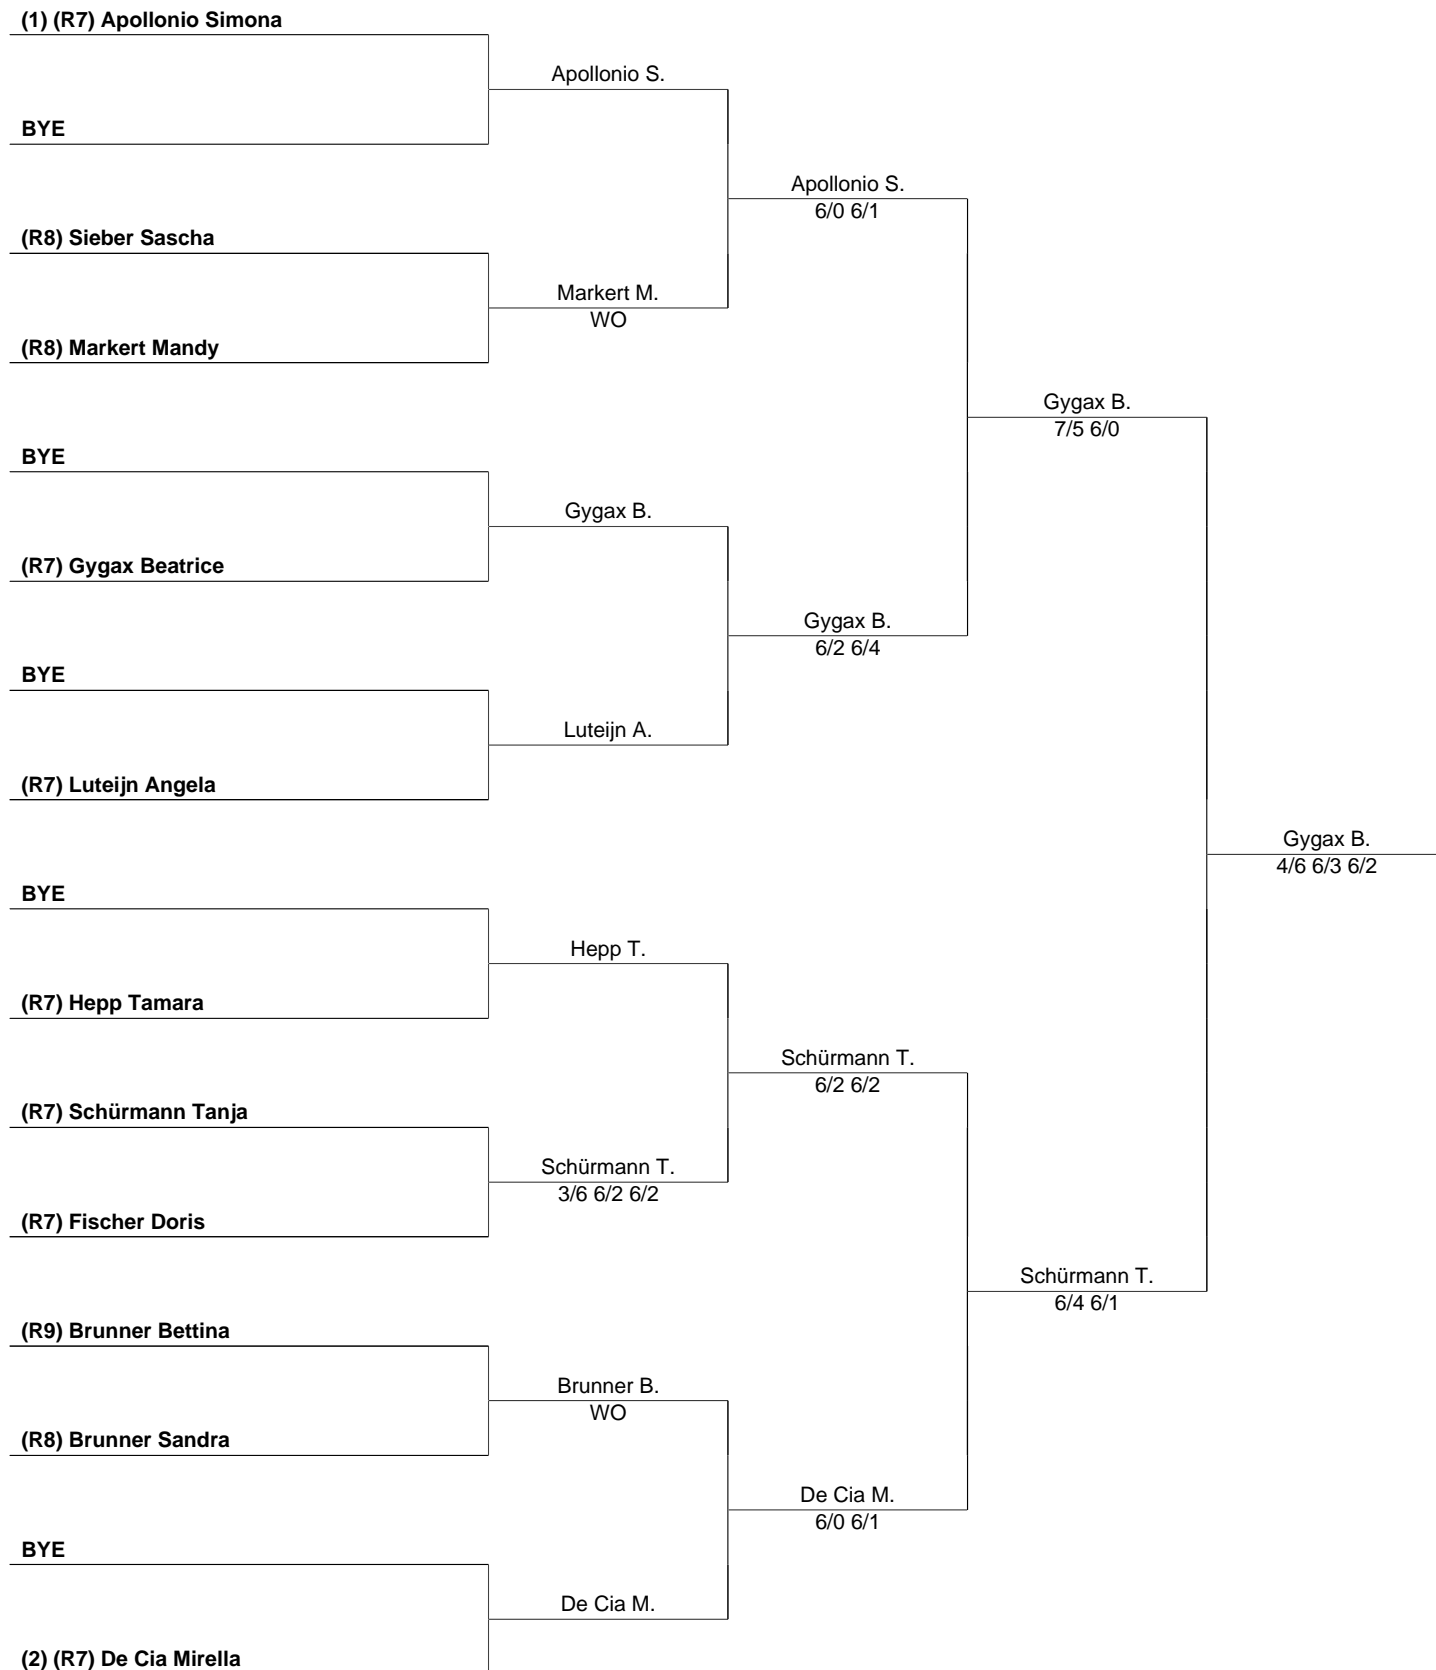 (1) (R7) Apollonio Simona
Apollonio S.
BYE
Apollonio S.
6/0 6/1
(R8) Sieber Sascha
Markert M.
WO
(R8) Markert Mandy
Gygax B.
7/5 6/0
BYE
Gygax B.
(R7) Gygax Beatrice
Gygax B.
6/2 6/4
BYE
Luteijn A.
(R7) Luteijn Angela
Gygax B.
4/6 6/3 6/2
BYE
Hepp T.
(R7) Hepp Tamara
Schürmann T.
6/2 6/2
(R7) Schürmann Tanja
Schürmann T.
3/6 6/2 6/2
(R7) Fischer Doris
Schürmann T.
6/4 6/1
(R9) Brunner Bettina
Brunner B.
WO
(R8) Brunner Sandra
De Cia M.
6/0 6/1
BYE
De Cia M.
(2) (R7) De Cia Mirella